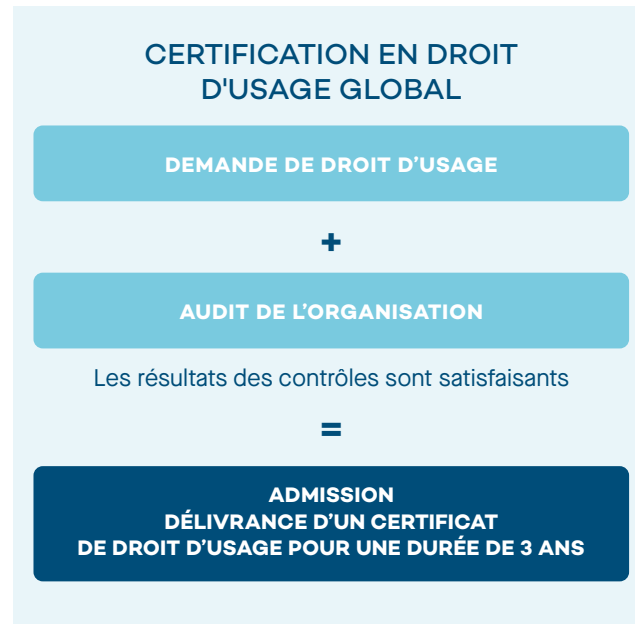 CERTIFICATION EN DROIT
D'USAGE GLOBAL
DEMANDE DE DROIT D’USAGE
+
AUDIT DE L’ORGANISATION
Les résultats des contrôles sont satisfaisants
=
ADMISSION
DÉLIVRANCE D’UN CERTIFICAT
DE DROIT D’USAGE POUR UNE DURÉE DE 3 ANS